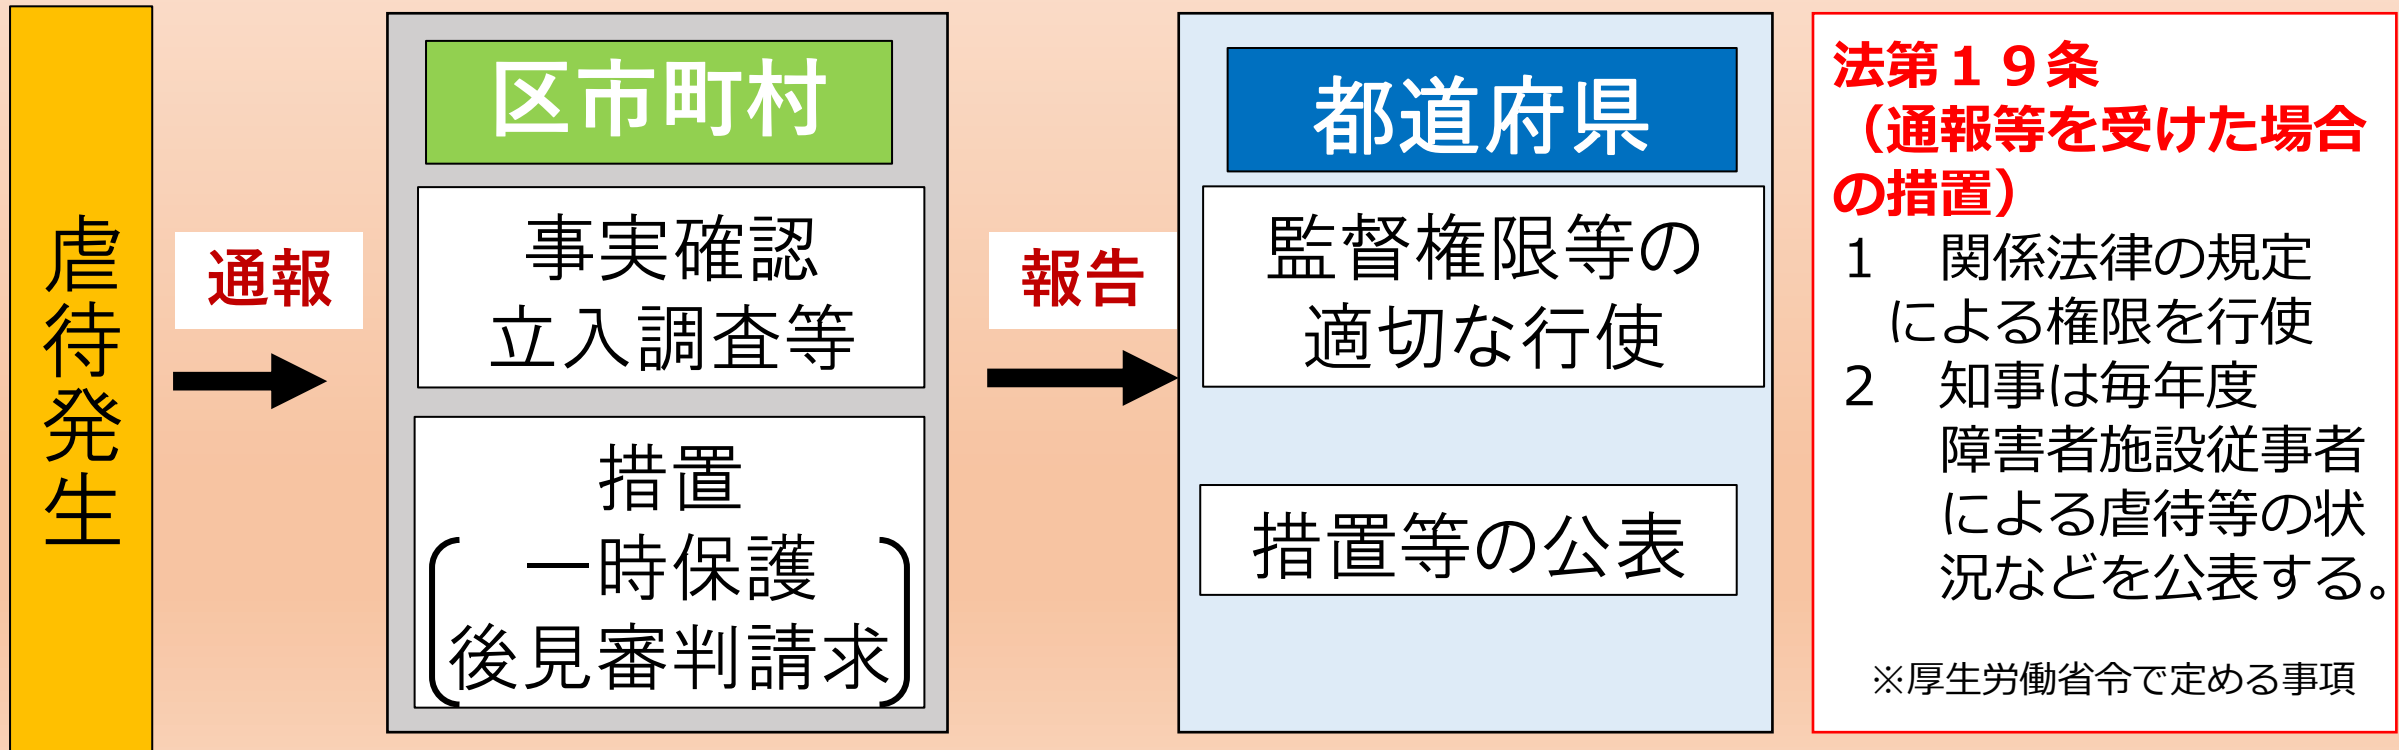 虐待発生
通報
区市町村
事実確認
立入調査等
措置
一時保護
後見審判請求
報告
都道府県
監督権限等の
適切な行使
措置等の公表
法第１９条
（通報等を受けた場合
の措置）
１　関係法律の規定
による権限を行使
２　知事は毎年度
障害者施設従事者
による虐待等の状
況などを公表する。
※厚生労働省令で定める事項